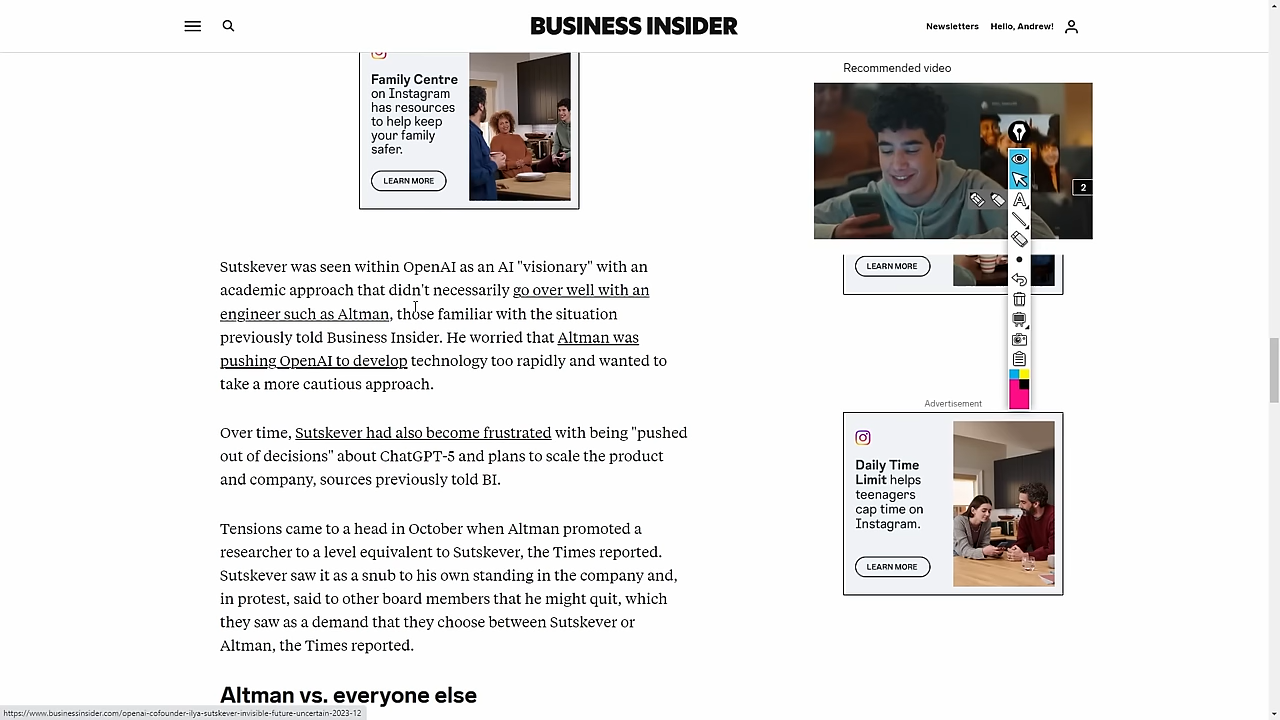 BUSINESS INSIDER
Newsletters
Hello, Andrew!
Family Centre
on Instagram
has resources
to help keep
your family
safer.
LEARN MORE
Recommended video
2
A
LEARN MORE
Sutskever was seen within OpenAI as an AI "visionary" with an
academic approach that didn't necessarily go over well with an
engineer such as Altman, those familiar with the situation
previously told Business Insider. He worried that Altman was
pushing OpenAI to develop technology too rapidly and wanted to
take a more cautious approach.
Over time, Sutskever had also become frustrated with being "pushed
out of decisions" about ChatGPT-5 and plans to scale the product
and company, sources previously told BI.
Tensions came to a head in October when Altman promoted a
researcher to a level equivalent to Sutskever, the Times reported.
Sutskever saw it as a snub to his own standing in the company and,
in protest, said to other board members that he might quit, which
they saw as a demand that they choose between Sutskever or
Altman, the Times reported.
Altman vs. everyone else
Advertisement
Daily Time
Limit helps
teenagers
cap time on
Instagram.
LEARN MORE
https://www.businessinsider.com/openai-cofounder-ilya-sutskever-invisible-future-uncertain-2023-12